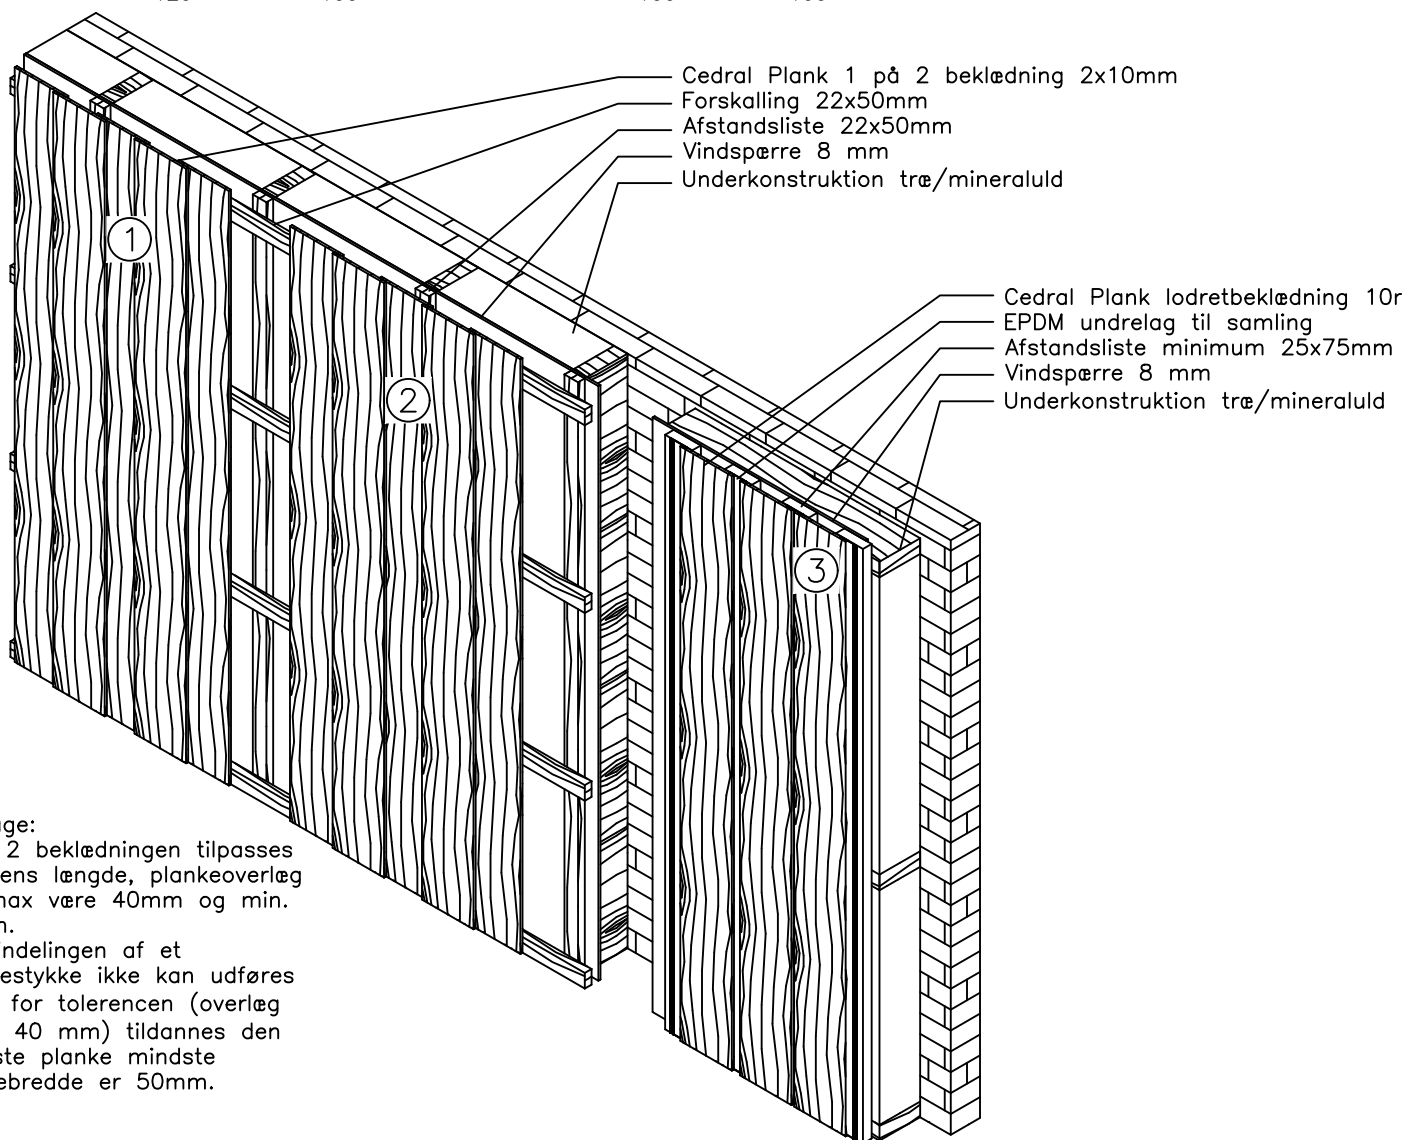 Cedral Plank 1 på 2 beklædning 2x10mm
Forskalling 22x50mm
Afstandsliste 22x50mm
Vindspærre 8 mm
Underkonstruktion træ/mineraluld
Cedral Plank lodretbeklædning 10
EPDM undrelag til samling
Afstandsliste minimum 25x75mm
Vindspærre 8 mm
Underkonstruktion træ/mineraluld
1
2
3
2 beklædningen tilpasses
længde, plankeoverlæg
være 40mm og min.
af et
ikke kan udføres
for tolerencen (overlæg
40 mm) tildannes den
planke mindste
er 50mm.